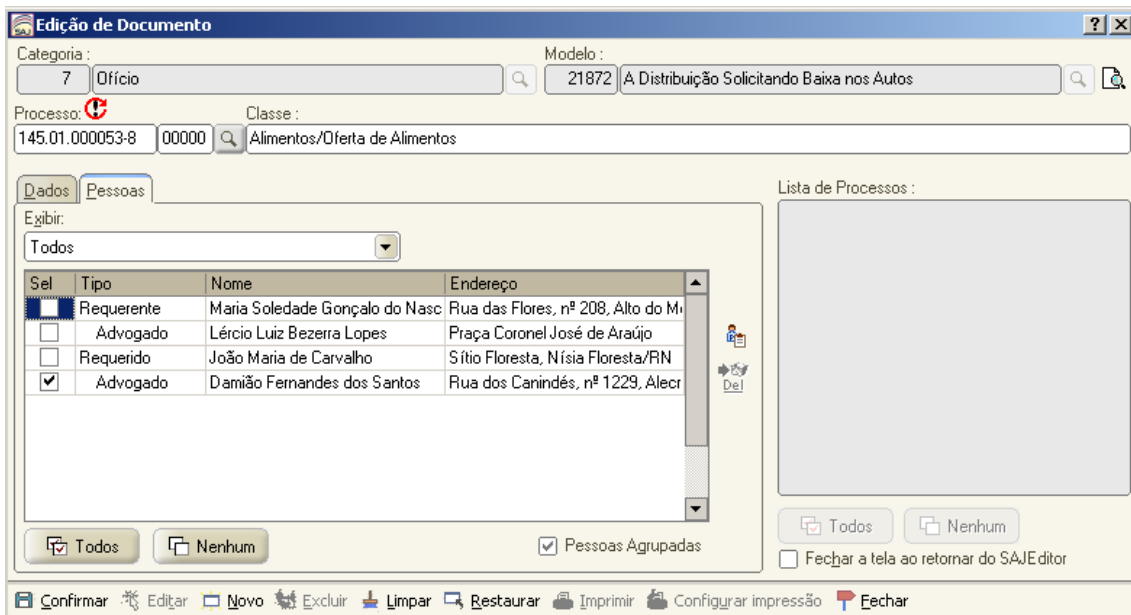 SAJ Edição de Documento ? X
Categoria : Modelo :
7 Ofício 21872 A Distribuição Solicitando Baixa nos Autos
Processo: Classe :
145.01.000053-8 00000 Alimentos/Oferta de Alimentos
Dados Pessoas Lista de Processos :
Exibir:
Todos
Sel Tipo Nome Endereço
Requerente Maria Soledade Gonçalo do Nasc Rua das Flores, nº 208, Alto do M
Advogado Lércio Luiz Bezerra Lopes Praça Coronel José de Araújo
Requerido João Maria de Carvalho Sítio Floresta, Nísia Floresta/RN
Advogado Damião Fernandes dos Santos Rua dos Canindés, nº 1229, Alecr
Del
Todos Nenhum Pessoas Agrupadas Todos Nenhum
Fechar a tela ao retornar do SAJEditor
Confirmar Editar Novo Excluir Limpar Restaurar Imprimir Configurar impressão Fechar